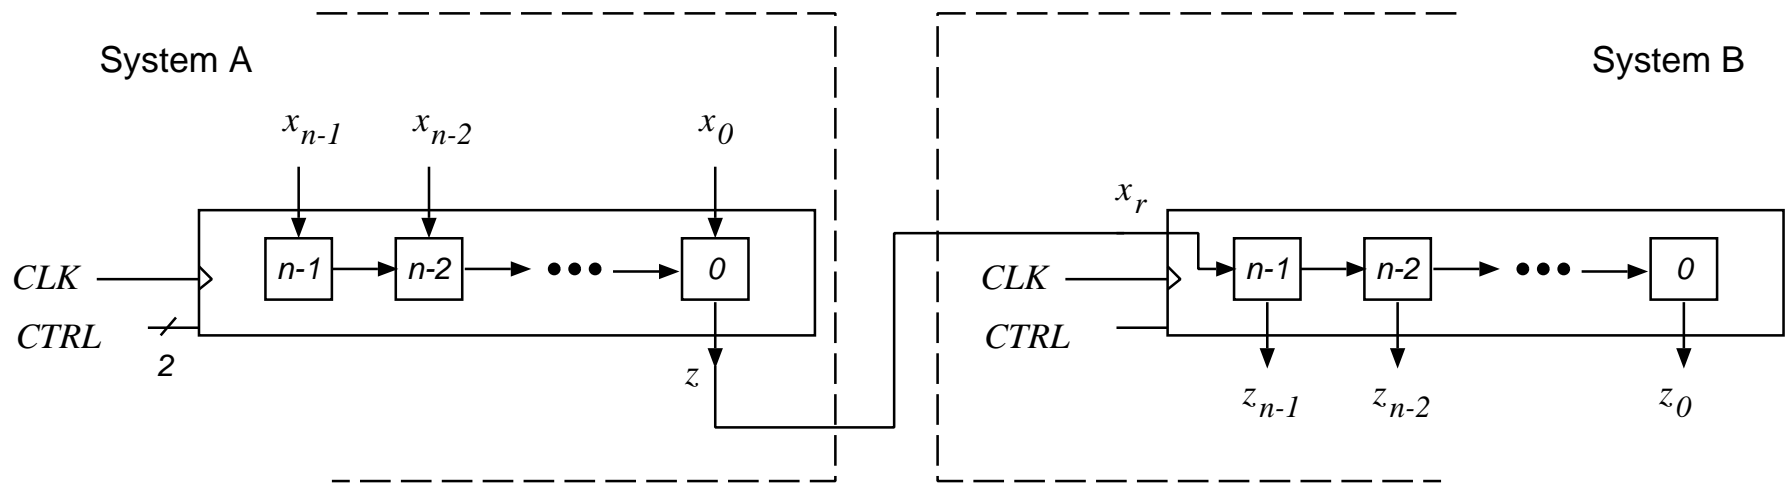 System A
System B
x_{n-1} x_{n-2} x_0
x_r
n-1 n-2 ••• 0
n-1 n-2 ••• 0
CLK
CLK
CTRL
CTRL
2
z
z_{n-1} z_{n-2} z_0